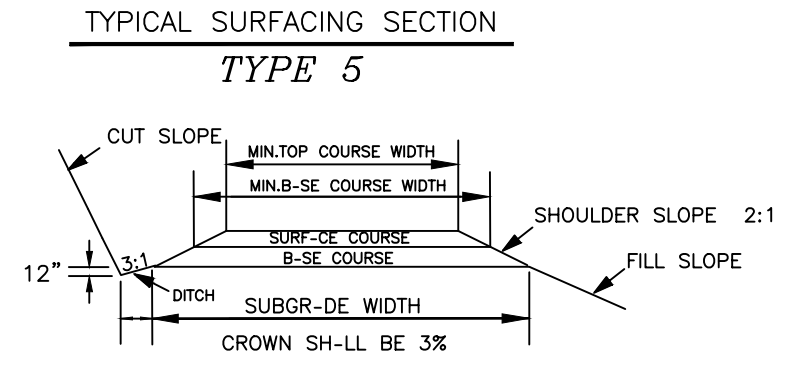 TYPICAL SURFACING SECTION
TYPE 5
CUT SLOPE
MIN.TOP COURSE WIDTH
MIN.B-SE COURSE WIDTH
SHOULDER SLOPE 2:1
SURF-CE COURSE
B-SE COURSE
3:1
FILL SLOPE
12"
DITCH
SUBGR-DE WIDTH
CROWN SH-LL BE 3%